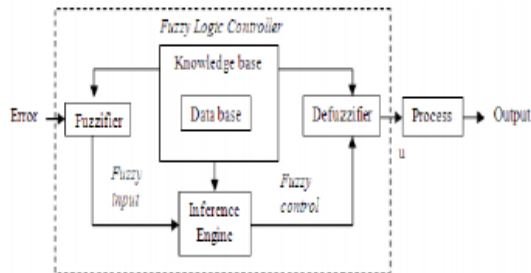 Fuzzy Logic Controller
Knowledge base
Data base
Error
Fuzzifier
Defuzzifier
Process
Output
u
Fuzzy
Input
Fuzzy
control
Inference
Engine